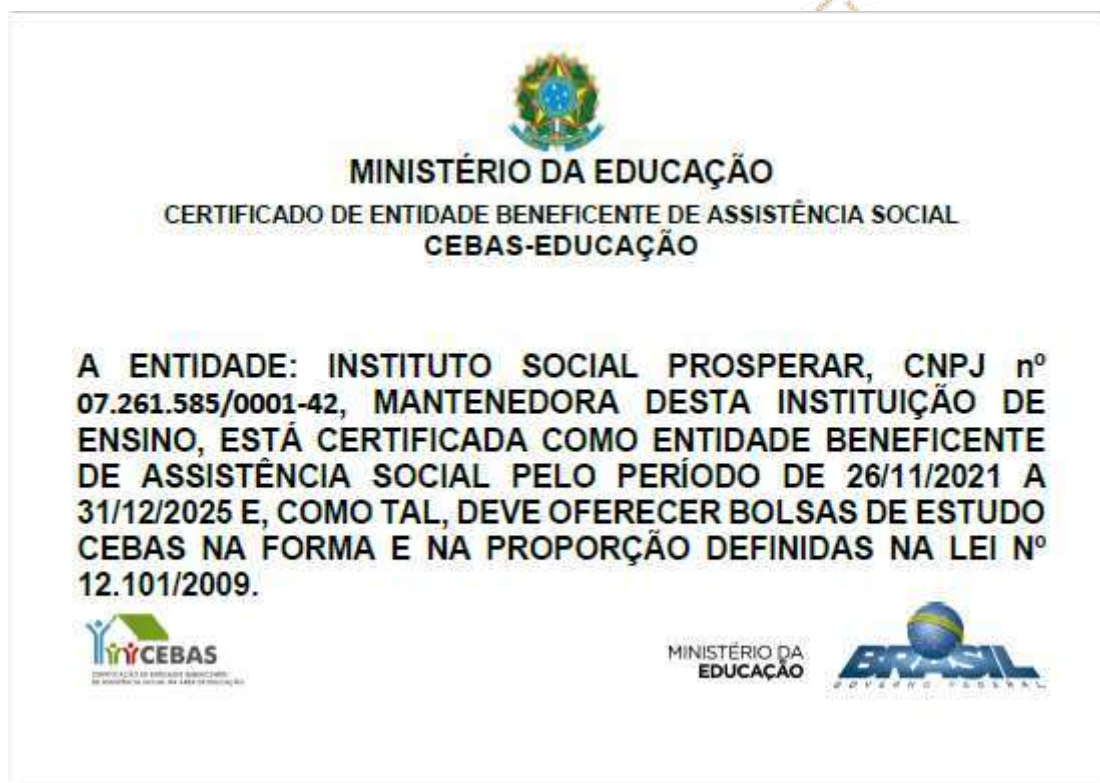 MINISTÉRIO DA EDUCAÇÃO
CERTIFICADO DE ENTIDADE BENEFICENTE DE ASSISTÊNCIA SOCIAL
CEBAS-EDUCAÇÃO
A ENTIDADE: INSTITUTO SOCIAL PROSPERAR, CNPJ nº
07.261.585/0001-42, MANTENEDORA DESTA INSTITUIÇÃO DE
ENSINO, ESTÁ CERTIFICADA COMO ENTIDADE BENEFICENTE
DE ASSISTÊNCIA SOCIAL PELO PERÍODO DE 26/11/2021 A
31/12/2025 E, COMO TAL, DEVE OFERECER BOLSAS DE ESTUDO
CEBAS NA FORMA E NA PROPORÇÃO DEFINIDAS NA LEI Nº
12.101/2009.
CEBAS
MINISTÉRIO DA
EDUCAÇÃO
BRASIL
GOVERNO FEDERAL